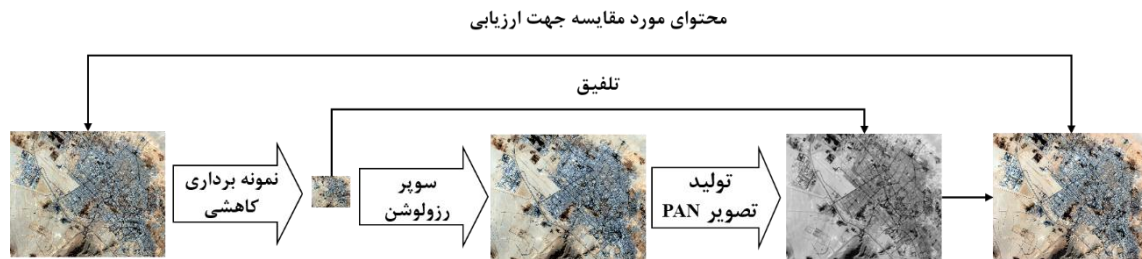 محتوای مورد مقایسه جهت ارزیابی
تلفیق
نمونه برداری
کاهشی
سوپر
رزولوشن
تولید
تصویر PAN